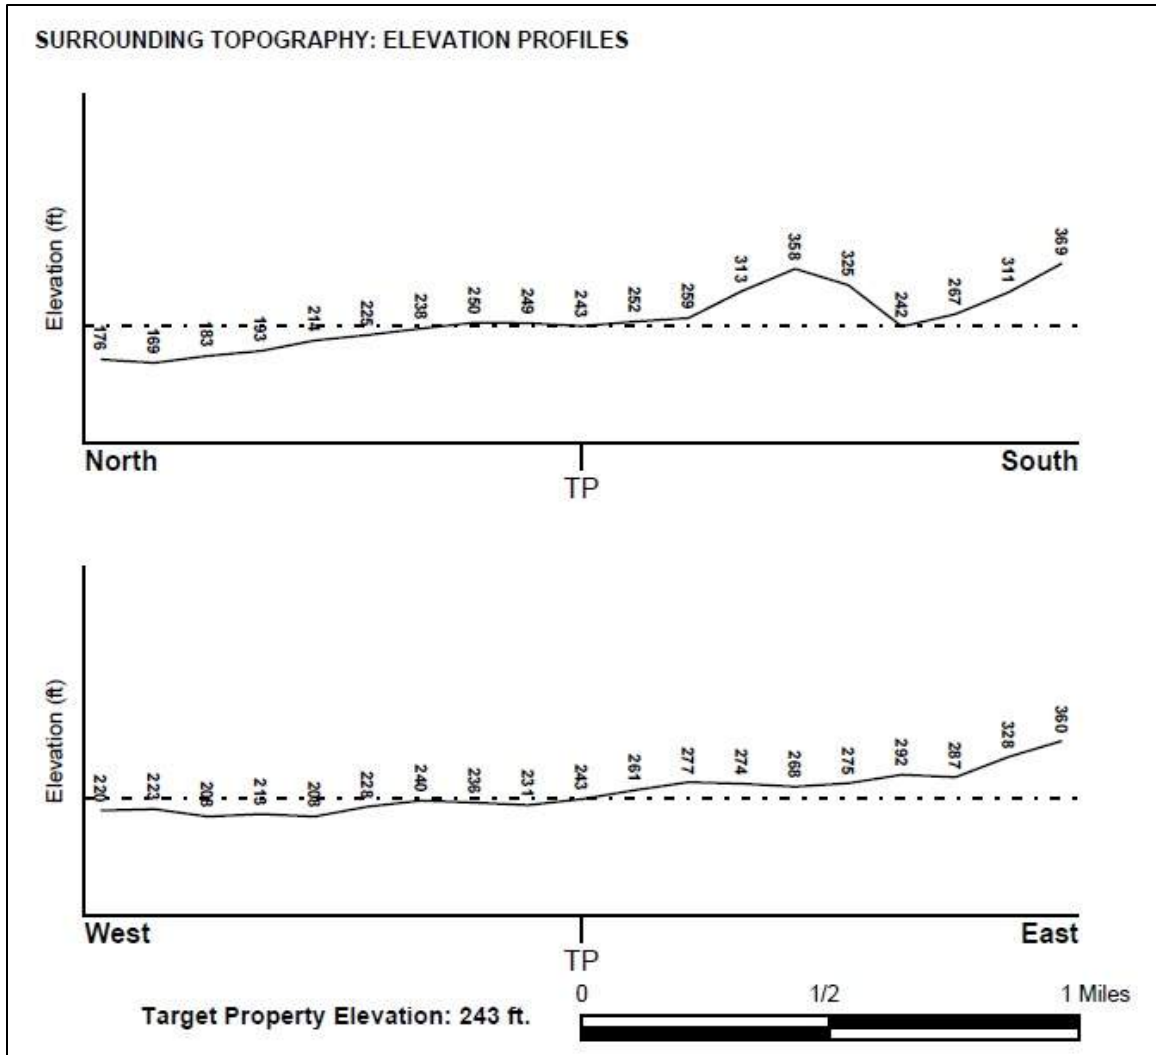 SURROUNDING TOPOGRAPHY: ELEVATION PROFILES
Elevation (ft)
176 169 183 193 214 225 238 250 249 243 252 259 313 358 325 242 267 311 369
North South
TP
Elevation (ft)
220 223 208 228 240 236 231 243 261 277 274 268 275 292 287 328 360
West East
TP
0 1/2 1 Miles
Target Property Elevation: 243 ft.